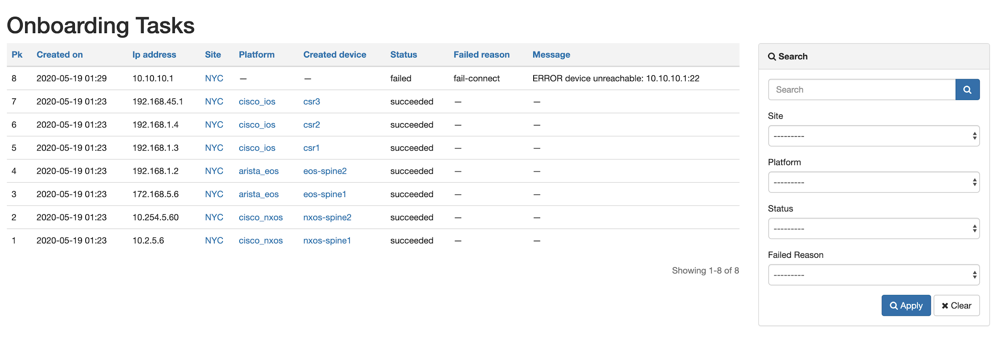 Onboarding Tasks
Pk Created on Ip address Site Platform Created device Status Failed reason Message
8 2020-05-19 01:29 10.10.10.1 NYC — — failed fail-connect ERROR device unreachable: 10.10.10.1:22
7 2020-05-19 01:23 192.168.45.1 NYC cisco_ios csr3 succeeded — —
6 2020-05-19 01:23 192.168.1.4 NYC cisco_ios csr2 succeeded — —
5 2020-05-19 01:23 192.168.1.3 NYC cisco_ios csr1 succeeded — —
4 2020-05-19 01:23 192.168.1.2 NYC arista_eos eos-spine2 succeeded — —
3 2020-05-19 01:23 172.168.5.6 NYC arista_eos eos-spine1 succeeded — —
2 2020-05-19 01:23 10.254.5.60 NYC cisco_nxos nxos-spine2 succeeded — —
1 2020-05-19 01:23 10.2.5.6 NYC cisco_nxos nxos-spine1 succeeded — —
Showing 1-8 of 8
Search
Search
Site
---------
Platform
---------
Status
---------
Failed Reason
---------
Apply Clear